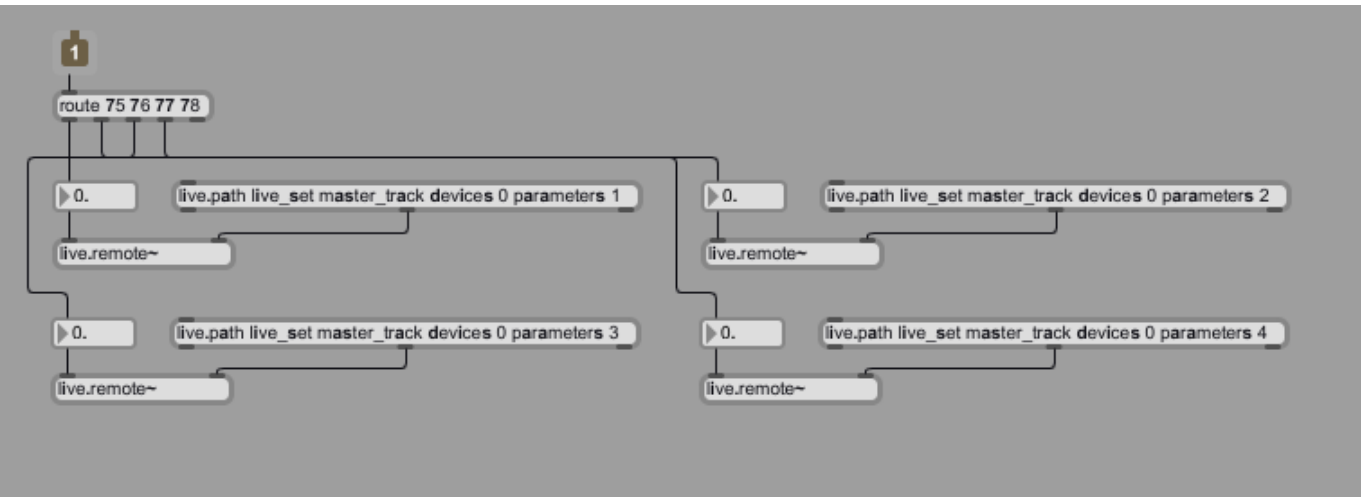 1
route 75 76 77 78
0.
live.path live_set master_track devices 0 parameters 1
0.
live.path live_set master_track devices 0 parameters 2
live.remote~
live.remote~
0.
live.path live_set master_track devices 0 parameters 3
0.
live.path live_set master_track devices 0 parameters 4
live.remote~
live.remote~